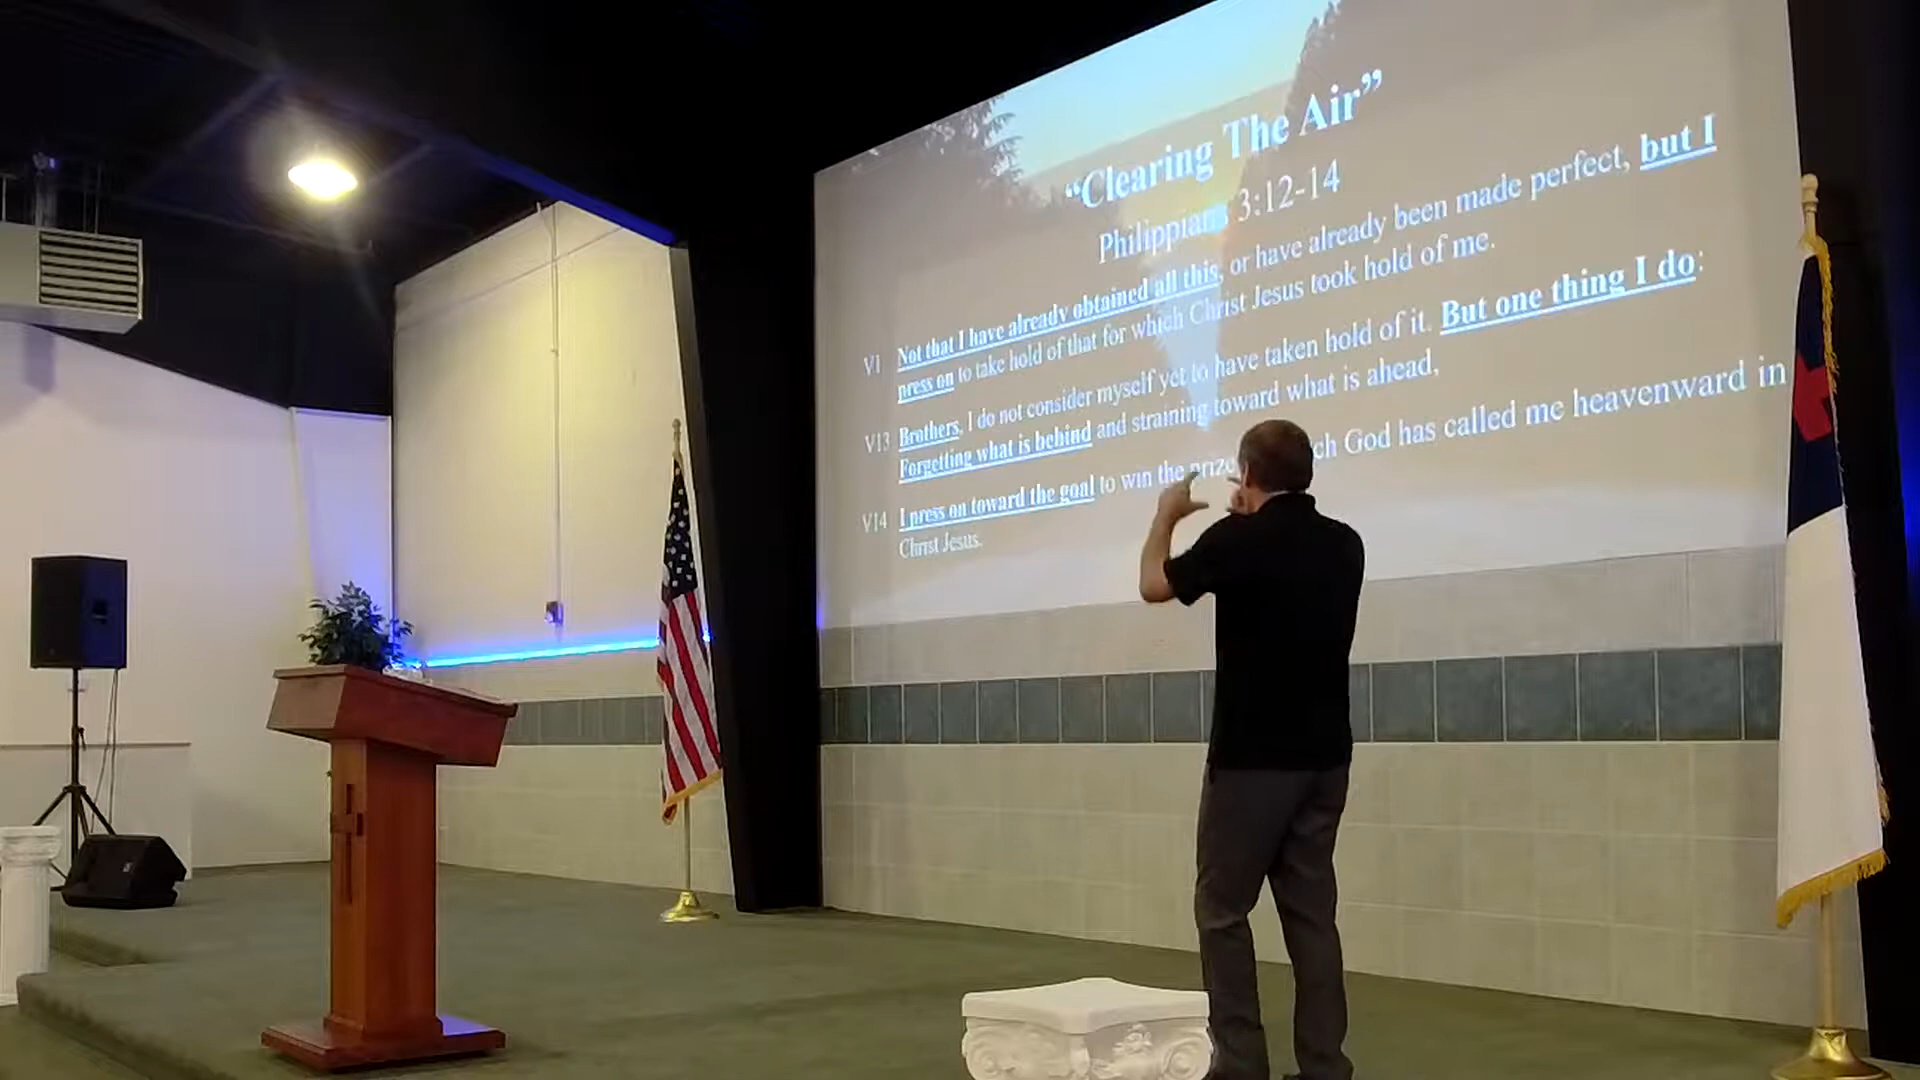 “Clearing The Air”
Philippians 3:12-14
V1 Not that I have already obtained all this, or have already been made perfect, but I
press on to take hold of that for which Christ Jesus took hold of me.
V13 Brothers, I do not consider myself yet to have taken hold of it. But one thing I do:
Forgetting what is behind and straining toward what is ahead,
V14 I press on toward the goal to win the prize ch God has called me heavenward in
Christ Jesus.